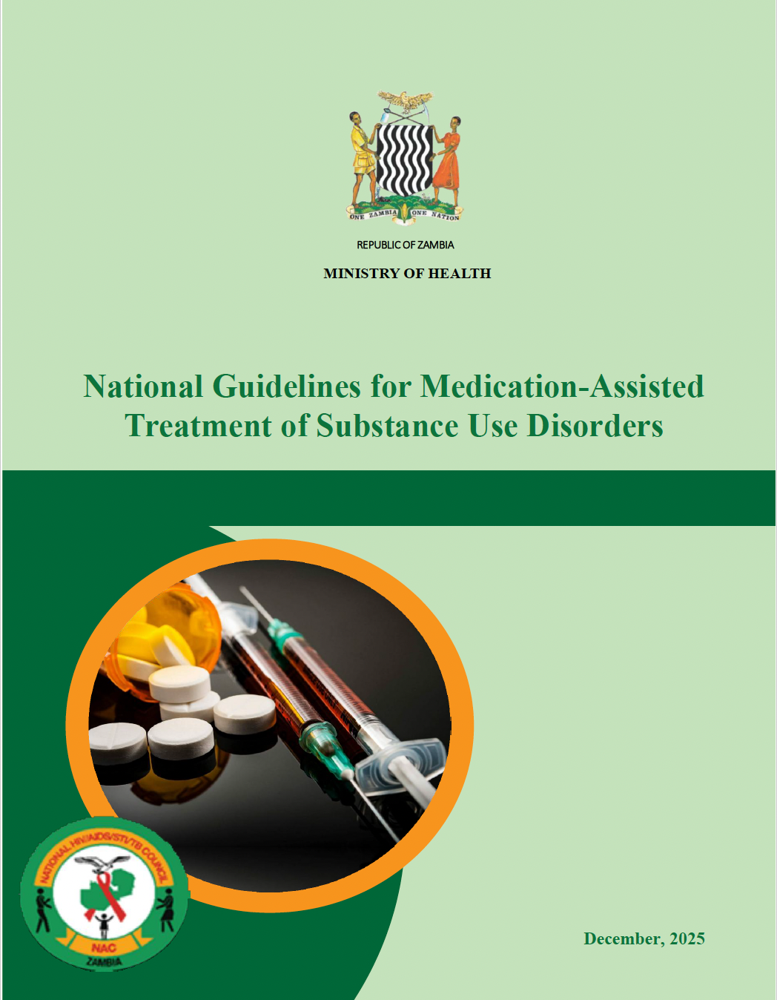 ONE ZAMBIA ONE NATION
REPUBLIC OF ZAMBIA
MINISTRY OF HEALTH
National Guidelines for Medication-Assisted
Treatment of Substance Use Disorders
NATIONAL HIV/AIDS/STI/TB COUNCIL
NAC
ZAMBIA
December, 2025